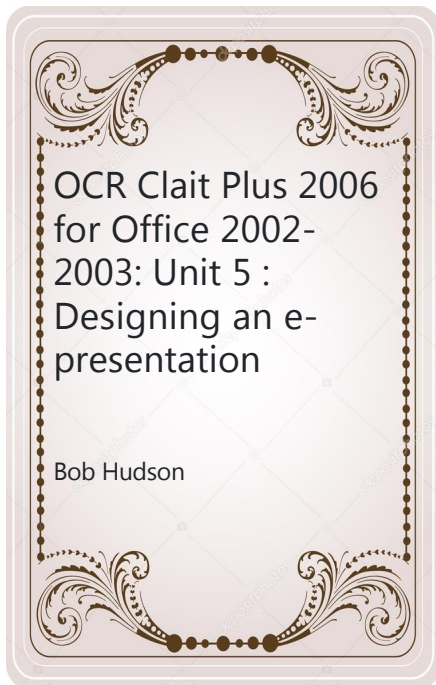 OCR Clait Plus 2006
for Office 2002-
2003: Unit 5 :
Designing an e-
presentation
Bob Hudson